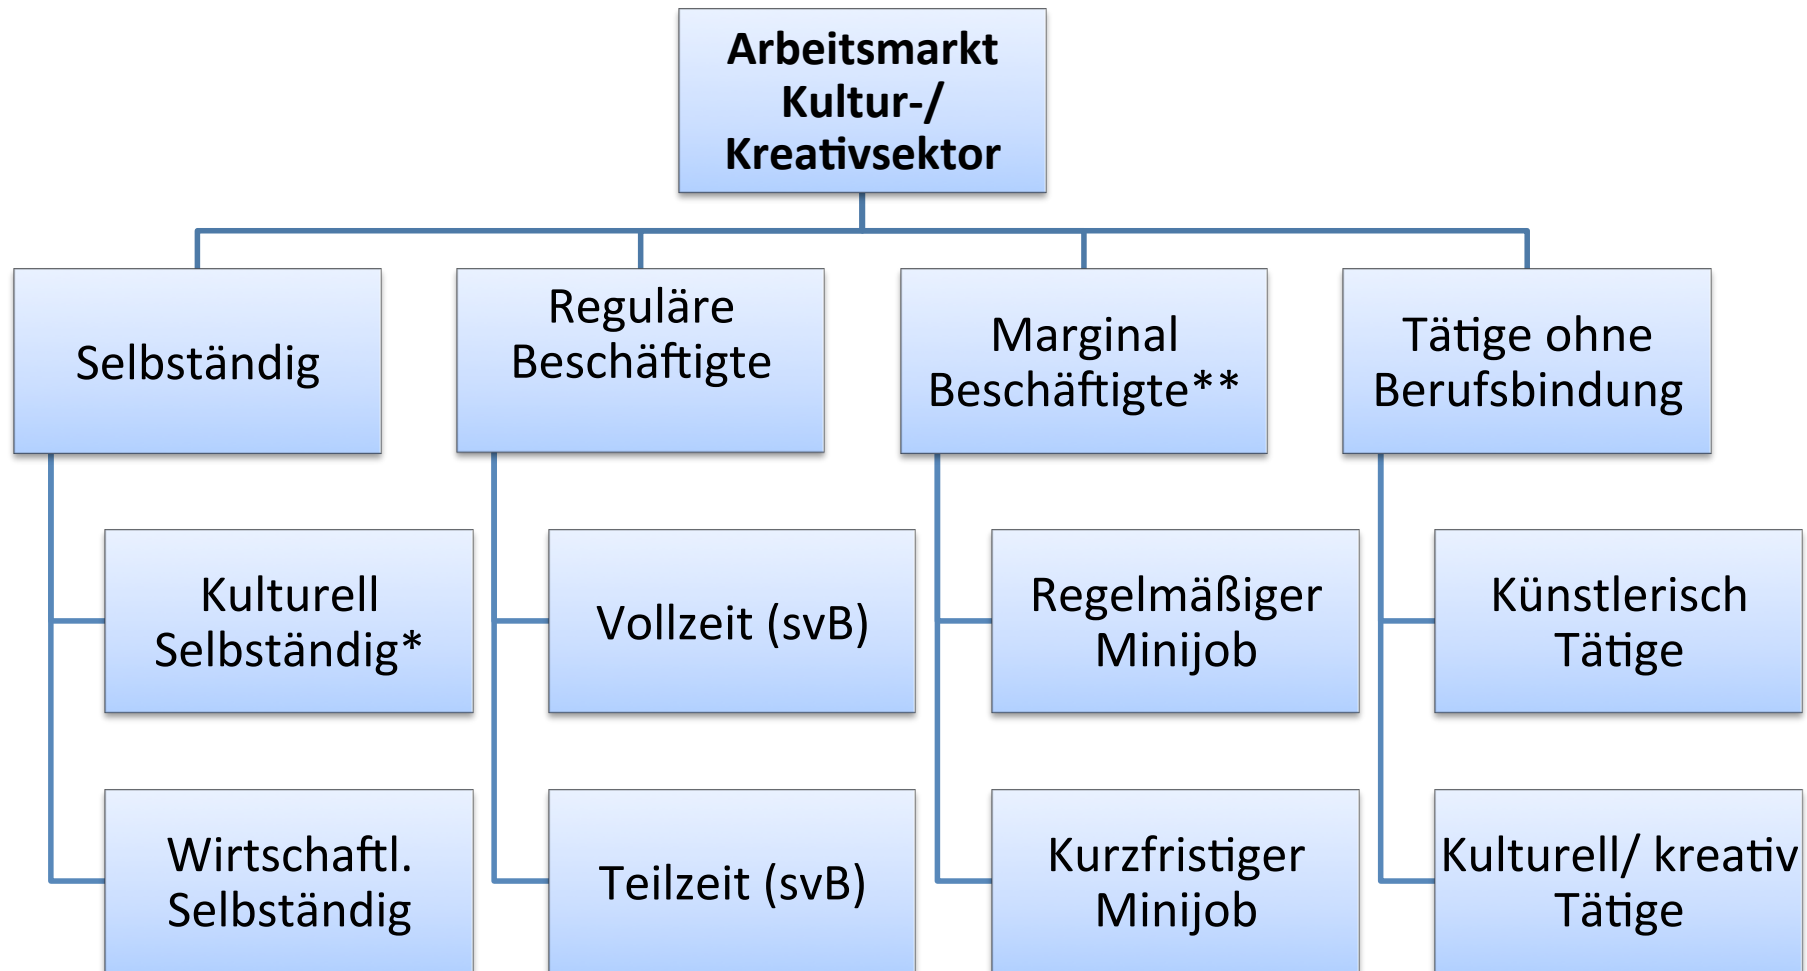 Arbeitsmarkt
Kultur-/
Kreativsektor
Selbständig
Reguläre
Beschäftigte
Marginal
Beschäftigte**
Tätige ohne
Berufsbindung
Kulturell
Selbständig*
Vollzeit (svB)
Regelmäßiger
Minijob
Künstlerisch
Tätige
Wirtschaftl.
Selbständig
Teilzeit (svB)
Kurzfristiger
Minijob
Kulturell/ kreativ
Tätige